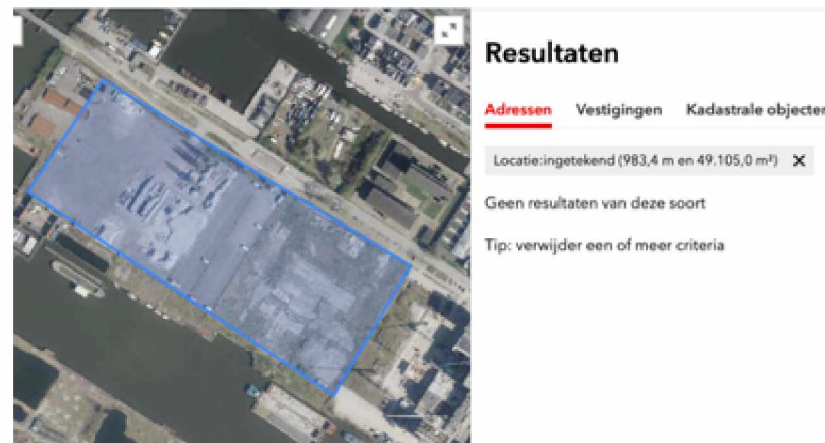 Resultaten
Adressen Vestigingen Kadastrale objecten
Locatie:ingetekend (983,4 m en 49.105,0 m²) X
Geen resultaten van deze soort
Tip: verwijder een of meer criteria